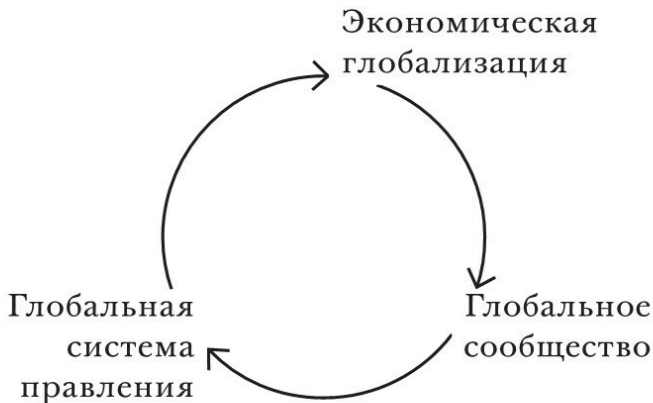 Экономическая
глобализация
Глобальная
система
правления
Глобальное
сообщество